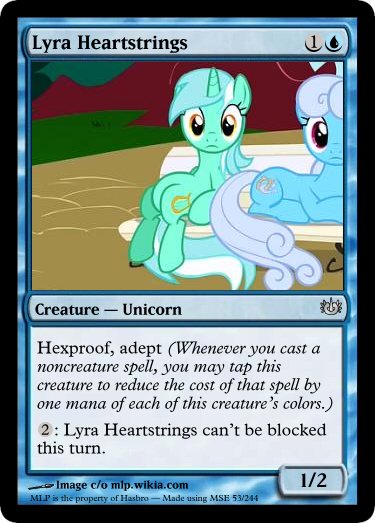 Lyra Heartstrings 1
Creature — Unicorn
Hexproof, adept (Whenever you cast a
noncreature spell, you may tap this
creature to reduce the cost of that spell by
one mana of each of this creature's colors.)
2: Lyra Heartstrings can't be blocked
this turn.
1/2
Image c/o mlp.wikia.com
MLP is the property of Hasbro — Made using MSE 53/244